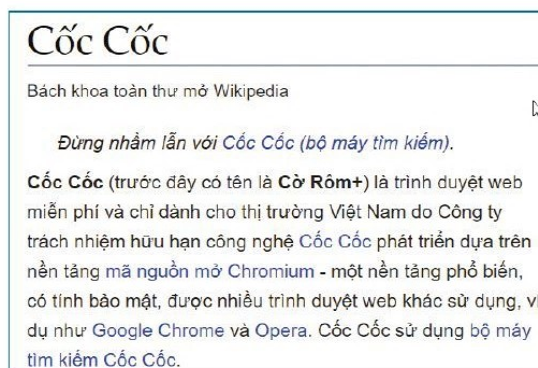 Cốc Cốc
Bách khoa toàn thư mở Wikipedia
Đừng nhầm lẫn với Cốc Cốc (bộ máy tìm kiếm).
Cốc Cốc (trước đây có tên là Cờ Rôm+) là trình duyệt web
miễn phí và chỉ dành cho thị trường Việt Nam do Công ty
trách nhiệm hữu hạn công nghệ Cốc Cốc phát triển dựa trên
nền tảng mã nguồn mở Chromium - một nền tảng phổ biến,
có tính bảo mật, được nhiều trình duyệt web khác sử dụng, ví
dụ như Google Chrome và Opera. Cốc Cốc sử dụng bộ máy
tìm kiếm Cốc Cốc.